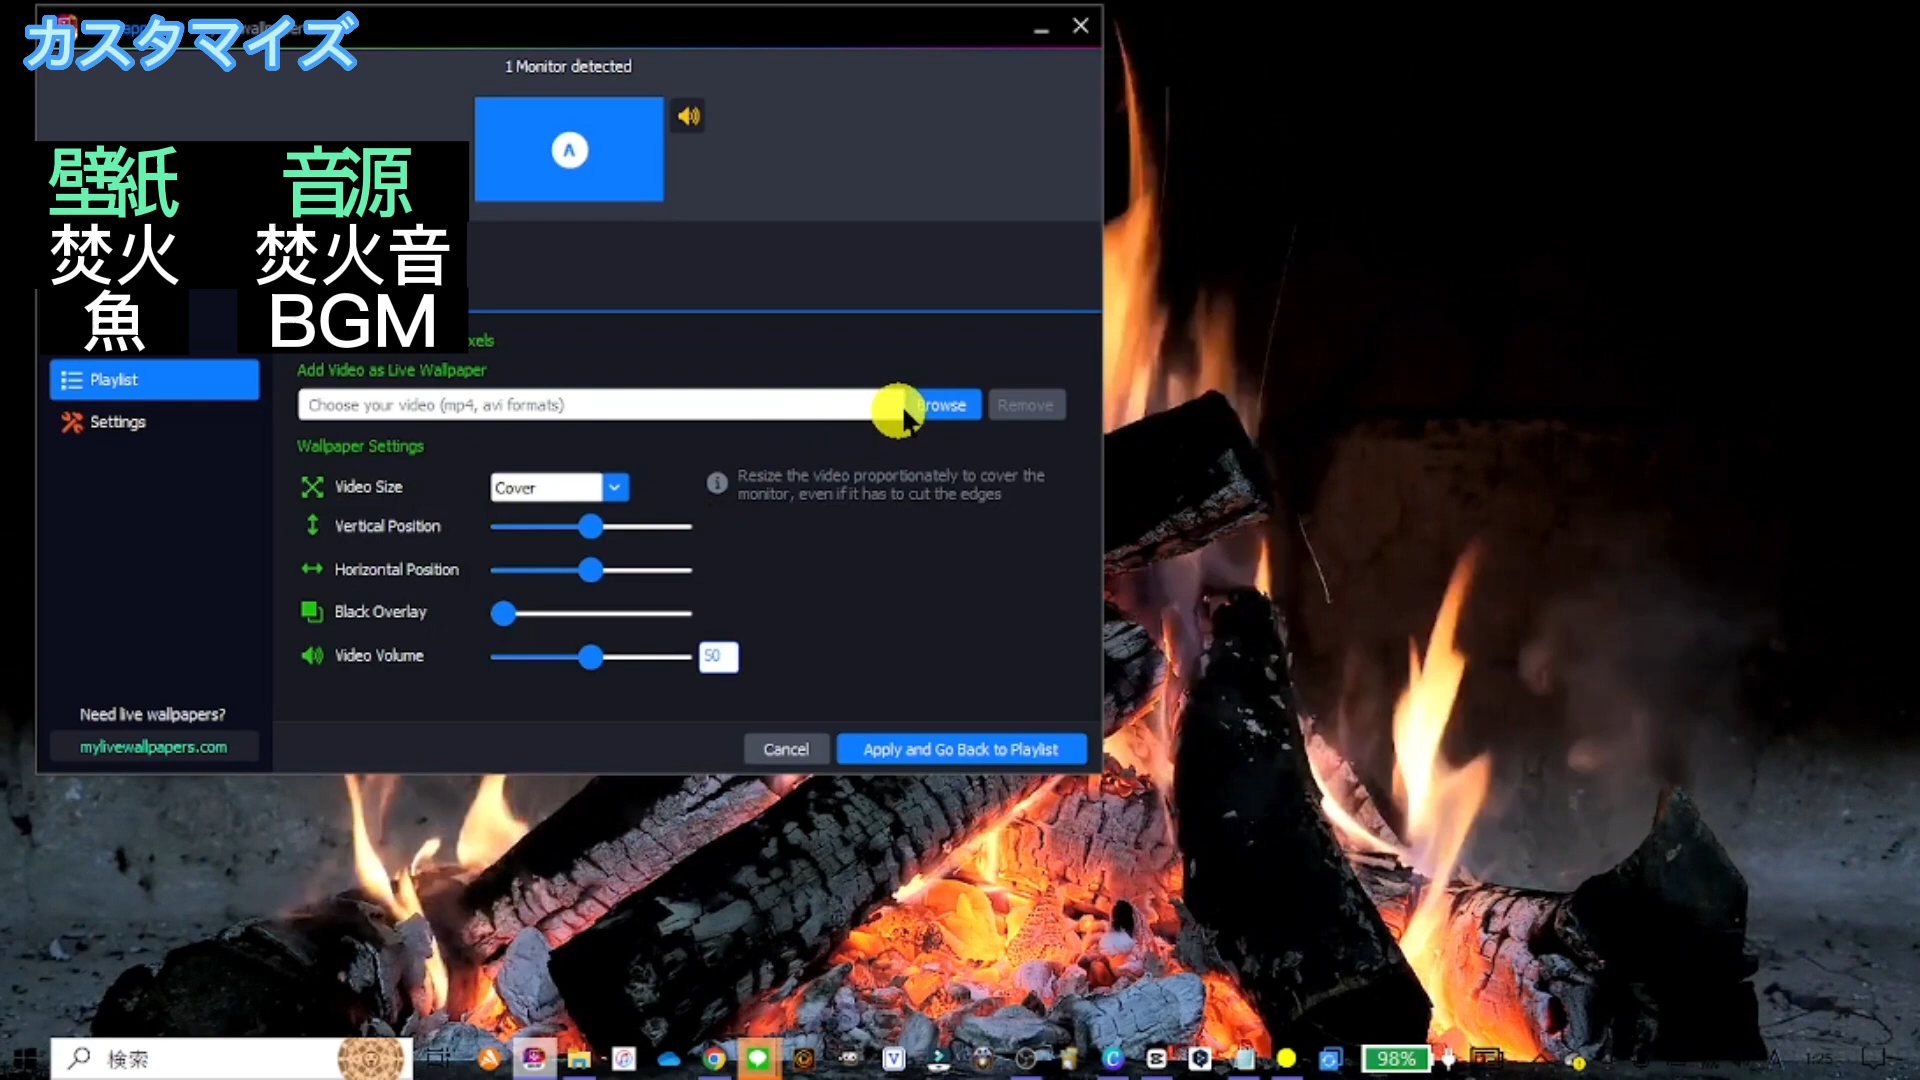 カスタマイズ
1 Monitor detected
A
壁紙 音源
焚火 焚火音
魚 BGM
Playlist
Settings
Add Video as Live Wallpaper
Choose your video (mp4, avi formats)
Browse
Remove
Wallpaper Settings
Video Size
Cover
Resize the video proportionately to cover the
monitor, even if it has to cut the edges
Vertical Position
Horizontal Position
Black Overlay
Video Volume
50
Need live wallpapers?
mylivewallpapers.com
Cancel
Apply and Go Back to Playlist
検索
98%